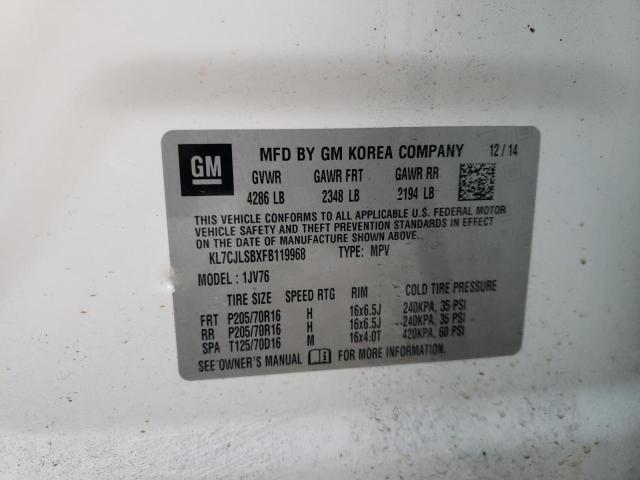 GM MFD BY GM KOREA COMPANY 12/14
GVWR GAWR FRT GAWR RR
4286 LB 2348 LB 2194 LB
THIS VEHICLE CONFORMS TO ALL APPLICABLE U.S. FEDERAL MOTOR
VEHICLE SAFETY AND THEFT PREVENTION STANDARDS IN EFFECT ON
DATE OF MANUFACTURE SHOWN ABOVE.
KL7CJLSBXFB119968 TYPE: MPV
MODEL: 1JV76
TIRE SIZE SPEED RTG RIM COLD TIRE PRESSURE
FRT P205/70R16 H 16x6.5J 240KPA, 35 PSI
RR P205/70R16 H 16x6.5J 240KPA, 35 PSI
SPA T125/70D16 M 16x4.0T 420KPA, 60 PSI
SEE OWNER'S MANUAL FOR MORE INFORMATION.